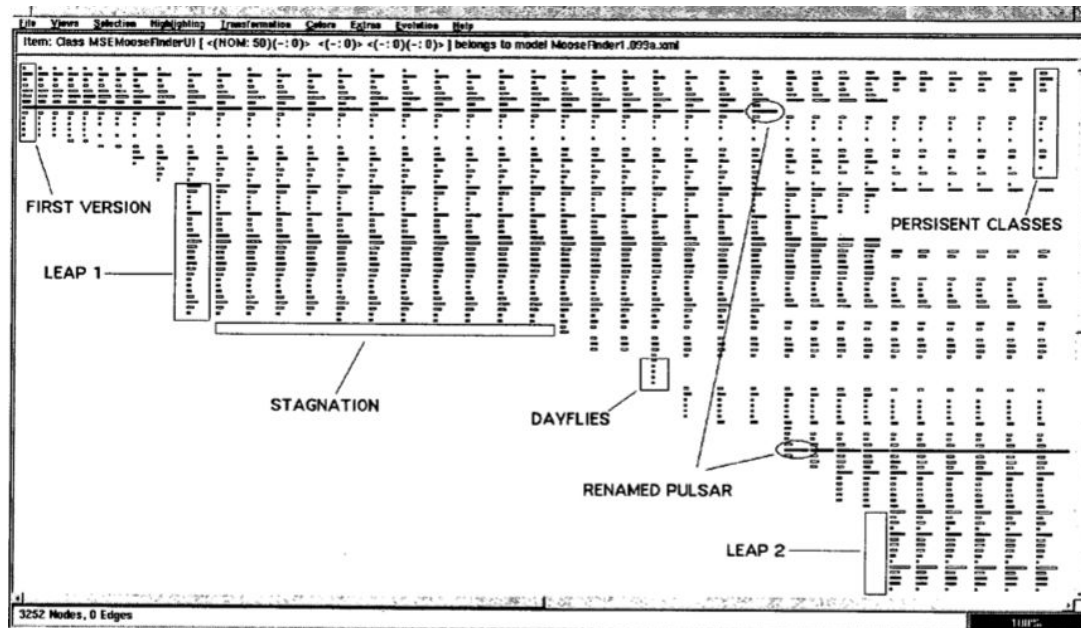 File Views Selection Highlighting Transformation Colors Extras Evolution Help
Item: Class MSEMooseFinderUI [ <(NOM: 50)(-: 0)> <(-: 0)> <(-: 0)(-: 0)> ] belongs to model MooseFinder1.099a.xml
FIRST VERSION
PERSISENT CLASSES
LEAP 1
STAGNATION
DAYFLIES
RENAMED PULSAR
LEAP 2
3252 Nodes, 0 Edges
100%